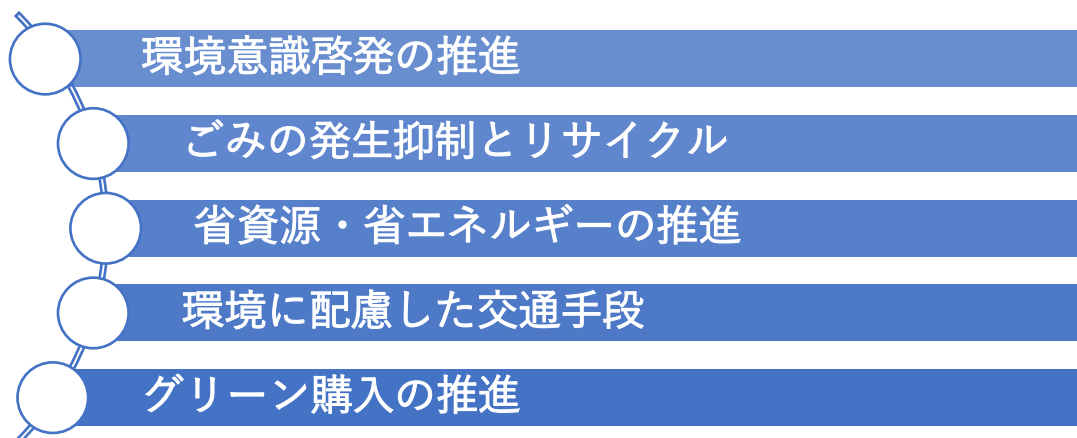 環境意識啓発の推進
ごみの発生抑制とリサイクル
省資源・省エネルギーの推進
環境に配慮した交通手段
グリーン購入の推進